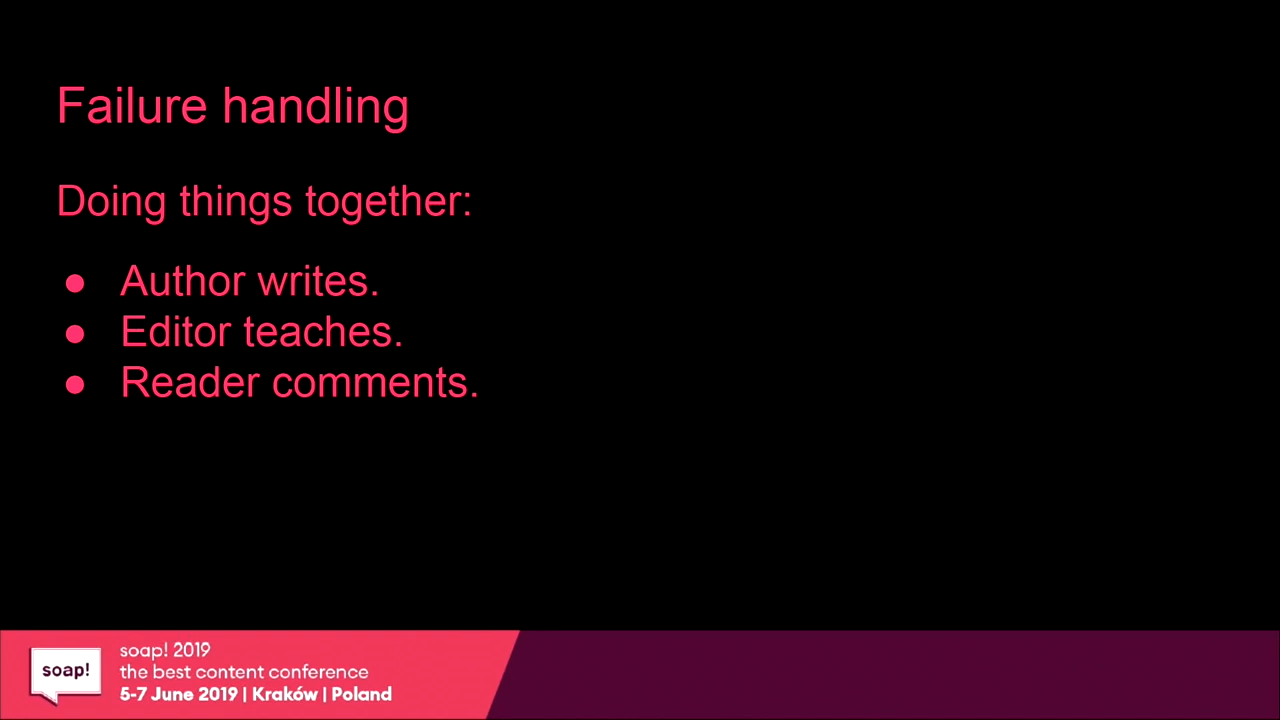 Failure handling
Doing things together:
● Author writes.
● Editor teaches.
● Reader comments.
soap!
soap! 2019
the best content conference
5-7 June 2019 | Kraków | Poland